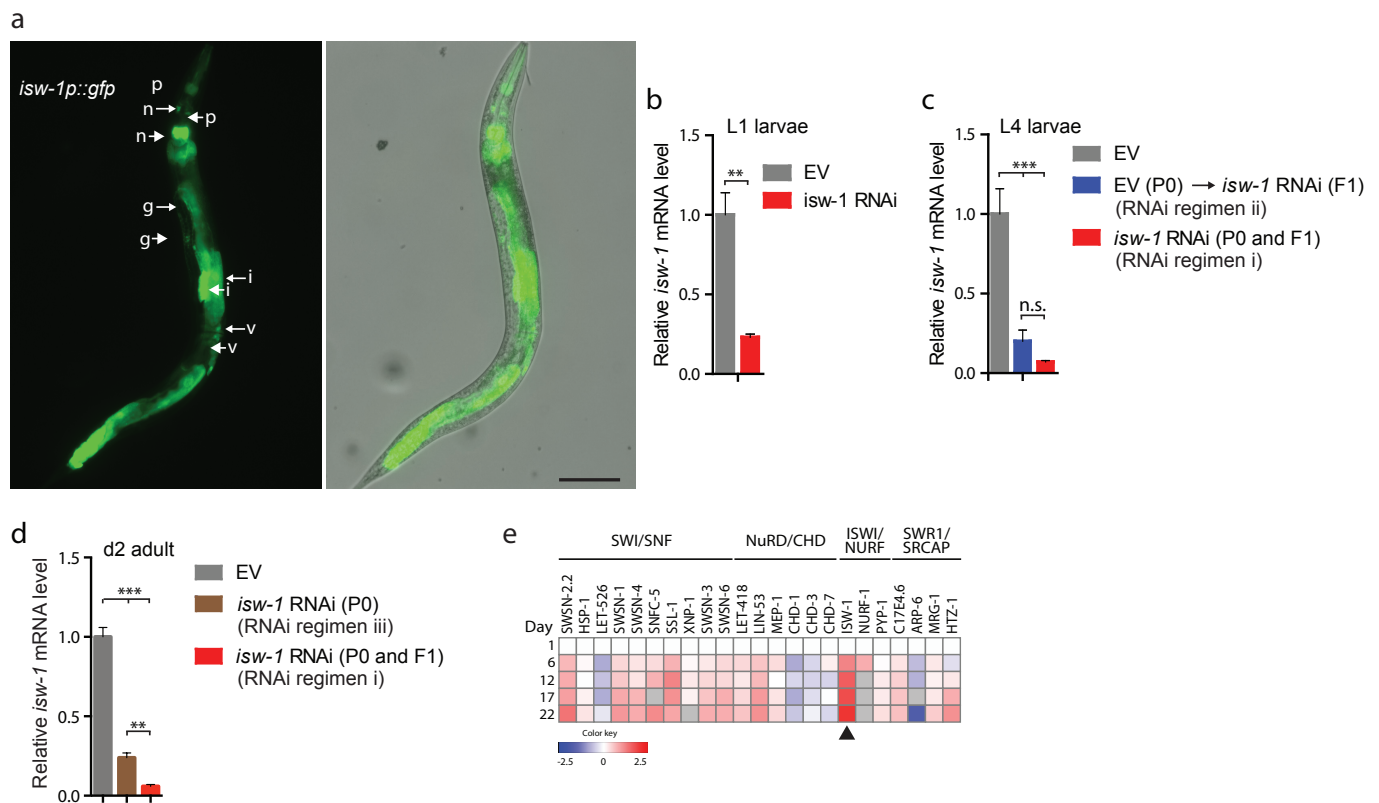 a
isw-1p::gfp
p
n
p
n
g
g
i
i
v
v
b
L1 larvae
Relative isw-1 mRNA level
1.5
1.0
0.5
0.0
**
EV
isw-1 RNAi
c
L4 larvae
Relative isw-1 mRNA level
1.5
1.0
0.5
0.0
***
n.s.
EV
EV (P0) → isw-1 RNAi (F1)
(RNAi regimen ii)
isw-1 RNAi (P0 and F1)
(RNAi regimen i)
d
d2 adult
Relative isw-1 mRNA level
1.5
1.0
0.5
0.0
***
**
EV
isw-1 RNAi (P0)
(RNAi regimen iii)
isw-1 RNAi (P0 and F1)
(RNAi regimen i)
e
SWI/SNF
NuRD/CHD
ISWI/
NURF
SWR1/
SRCAP
SWSN-2.2
HSP-1
LET-526
SWSN-1
SWSN-4
SNFC-5
SSL-1
XNP-1
SWSN-3
SWSN-6
LET-418
LIN-53
MEP-1
CHD-1
CHD-3
CHD-7
ISW-1
NURF-1
PYP-1
C17E4.6
ARP-6
MRG-1
HTZ-1
Day
1
6
12
17
22
Color key
-2.5 0 2.5